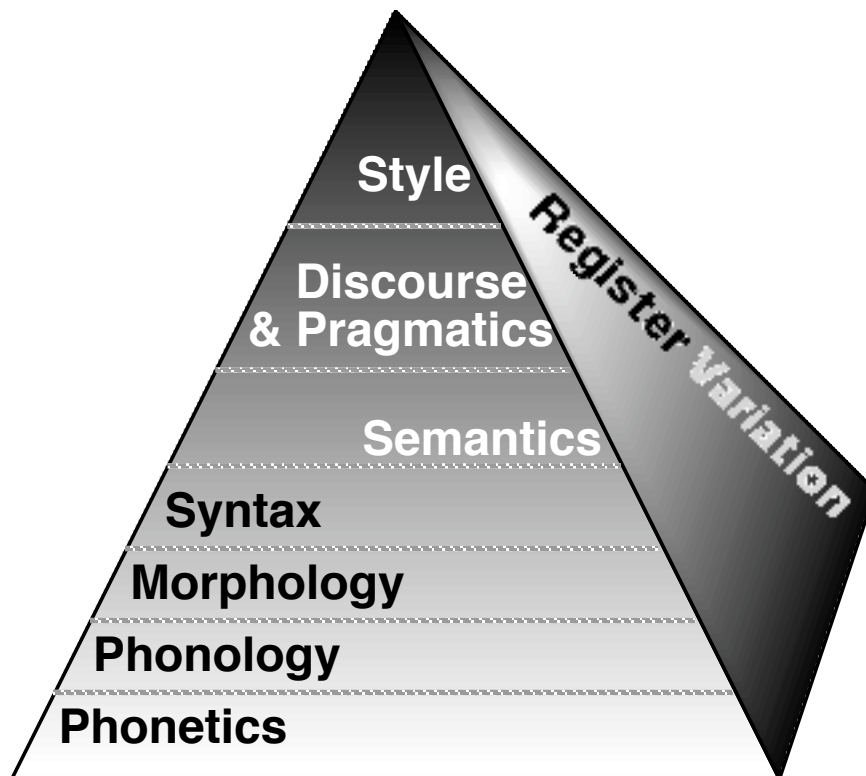 Style
Discourse
& Pragmatics
Semantics
Syntax
Morphology
Phonology
Phonetics
Register Variation